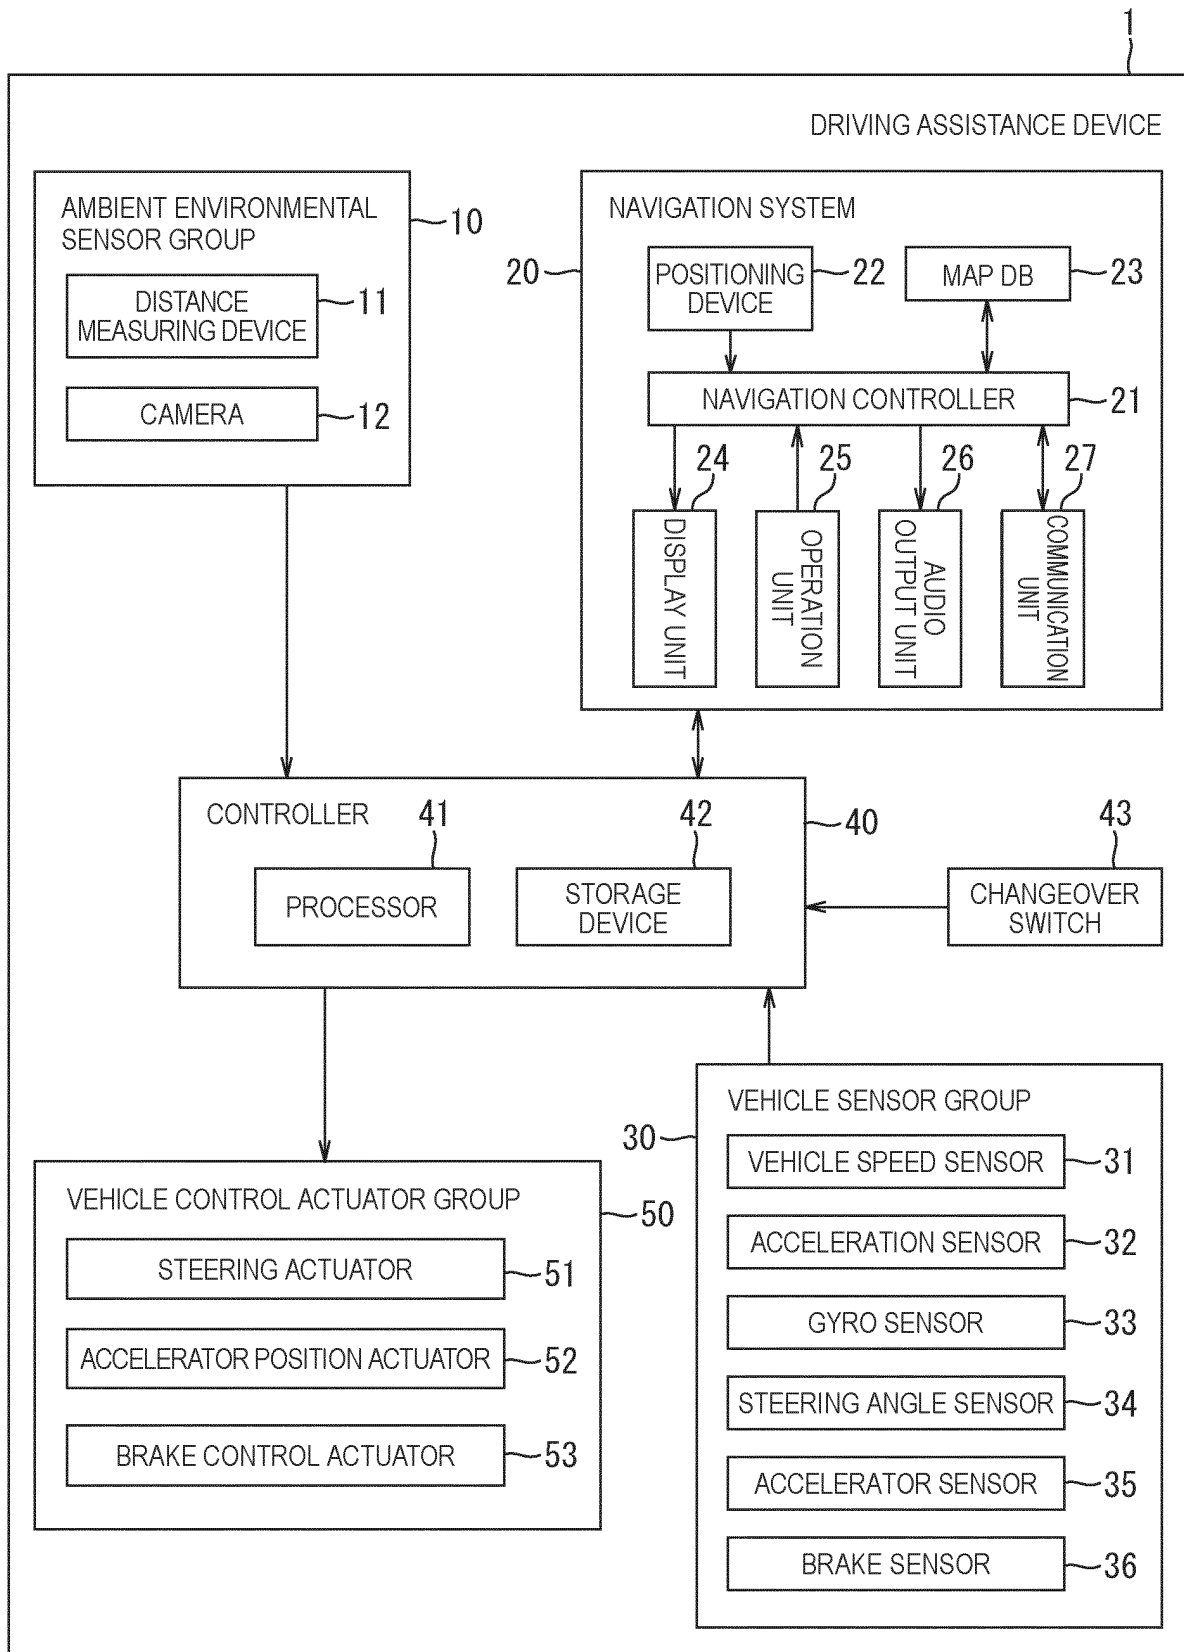 1
DRIVING ASSISTANCE DEVICE
AMBIENT ENVIRONMENTAL
SENSOR GROUP
10
DISTANCE
MEASURING DEVICE
11
CAMERA
12
NAVIGATION SYSTEM
20
POSITIONING
DEVICE
22
MAP DB
23
NAVIGATION CONTROLLER
21
24
25
26
27
DISPLAY UNIT
OPERATION
UNIT
AUDIO
OUTPUT UNIT
COMMUNICATION
UNIT
CONTROLLER
40
41
PROCESSOR
42
STORAGE
DEVICE
43
CHANGEOVER
SWITCH
VEHICLE CONTROL ACTUATOR GROUP
50
STEERING ACTUATOR
51
ACCELERATOR POSITION ACTUATOR
52
BRAKE CONTROL ACTUATOR
53
VEHICLE SENSOR GROUP
30
VEHICLE SPEED SENSOR
31
ACCELERATION SENSOR
32
GYRO SENSOR
33
STEERING ANGLE SENSOR
34
ACCELERATOR SENSOR
35
BRAKE SENSOR
36